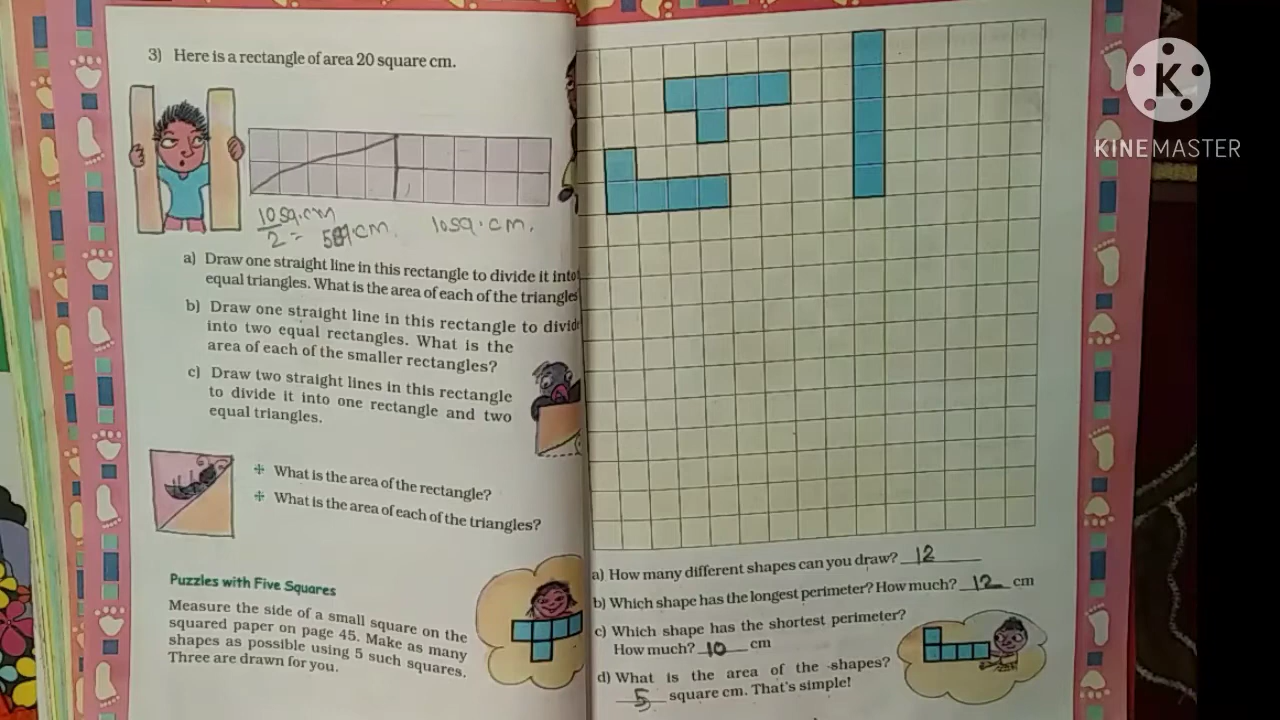 3) Here is a rectangle of area 20 square cm.
10 sq.cm
2 =
10 sq. cm.
a) Draw one straight line in this rectangle to divide it into
equal triangles. What is the area of each of the triangles
b) Draw one straight line in this rectangle to divide
into two equal rectangles. What is the
area of each of the smaller rectangles?
c) Draw two straight lines in this rectangle
to divide it into one rectangle and two
equal triangles.
✢ What is the area of the rectangle?
✢ What is the area of each of the triangles?
Puzzles with Five Squares
Measure the side of a small square on the
squared paper on page 45. Make as many
shapes as possible using 5 such squares.
Three are drawn for you.
a) How many different shapes can you draw? 12
b) Which shape has the longest perimeter? How much? 12 cm
c) Which shape has the shortest perimeter?
How much? 10 cm
d) What is the area of the shapes?
5 square cm. That's simple!
K
KINEMASTER